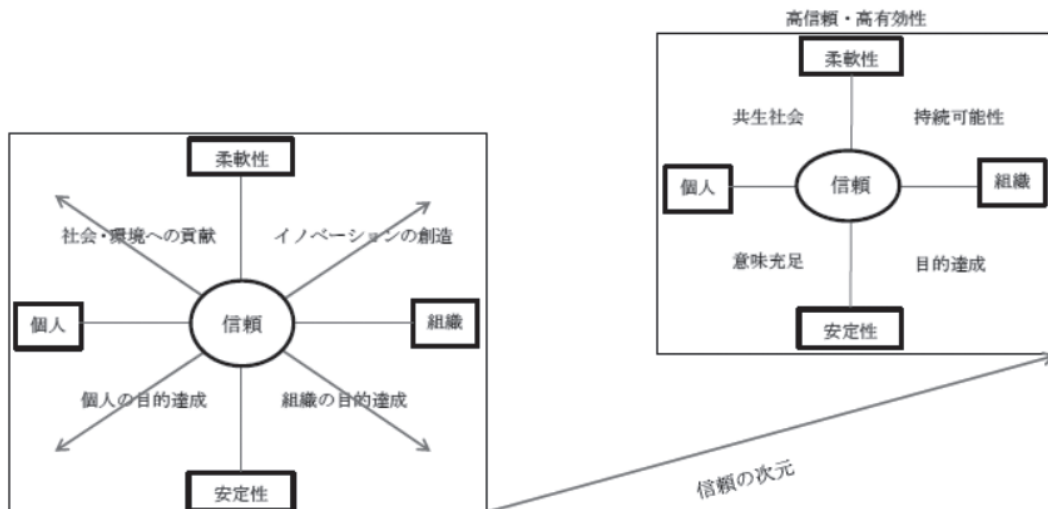 高信頼・高有効性
柔軟性
共生社会
持続可能性
個人
信頼
組織
意味充足
目的達成
安定性
柔軟性
社会・環境への貢献
イノベーションの創造
個人
信頼
組織
個人の目的達成
組織の目的達成
安定性
信頼の次元